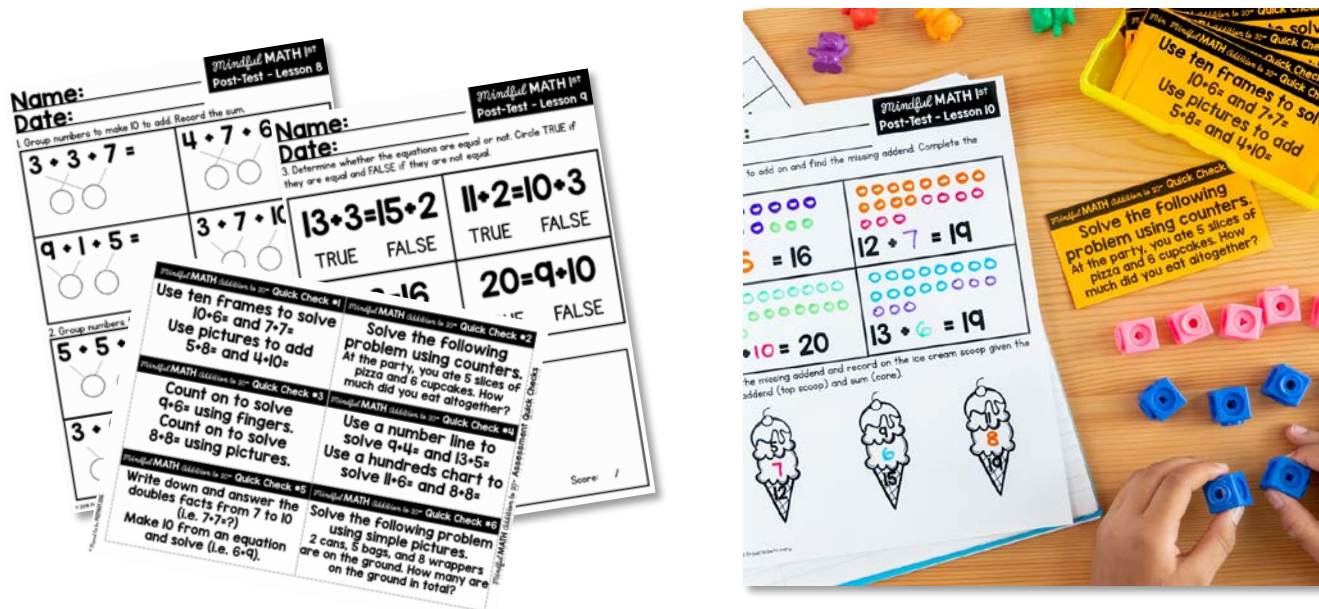 Mindful MATH 1st
Post-Test - Lesson 8
Name:
Date:
1. Group numbers to make 10 to add. Record the sum.
3 + 3 + 7 =
4 + 7 + 6
9 + 1 + 5 =
3 + 7 + 10
2. Group numbers
5 + 5 +
3 +
Mindful MATH 1st
Post-Test - Lesson 9
Name:
Date:
3. Determine whether the equations are equal or not. Circle TRUE if
they are equal and FALSE if they are not equal.
13+3=15+2
TRUE FALSE
11+2=10+3
TRUE FALSE
=16
20=9+10
FALSE
Score: /
Mindful MATH Addition to 20- Quick Check #1
Use ten frames to solve
10+6= and 7+7=
Use pictures to add
5+8= and 4+10=
Mindful MATH Addition to 20- Quick Check #2
Solve the following
problem using counters.
At the party, you ate 5 slices of
pizza and 6 cupcakes. How
much did you eat altogether?
Mindful MATH Addition to 20- Quick Check #3
Count on to solve
9+6= using fingers.
Count on to solve
8+8= using pictures.
Mindful MATH Addition to 20- Quick Check #4
Use a number line to
solve 9+4= and 13+5=
Use a hundreds chart to
solve 11+6= and 8+8=
Mindful MATH Addition to 20- Quick Check #5
Write down and answer the
doubles facts from 7 to 10
(i.e. 7+7=?)
Make 10 from an equation
and solve (i.e. 6+9).
Mindful MATH Addition to 20- Quick Check #6
Solve the following problem
using simple pictures.
2 cans, 5 bags, and 8 wrappers
are on the ground. How many are
on the ground in total?
Mindful MATH Addition to 20- Assessment Quick Checks
Mindful MATH 1st
Post-Test - Lesson 10
to add on and find the missing addend. Complete the
= 16
12 + 7 = 19
+10 = 20
13 + 6 = 19
the missing addend and record on the ice cream scoop given the
addend (top scoop) and sum (cone).
5
7
12
9
6
15
11
8
19
Mindful MATH Addition to 20- Quick Check
Use ten frames to sol
10+6= and 7+7=
Use pictures to add
5+8= and 4+10=
Mindful MATH Addition to 20- Quick Check
Solve the following
problem using counters.
At the party, you ate 5 slices of
pizza and 6 cupcakes. How
much did you eat altogether?